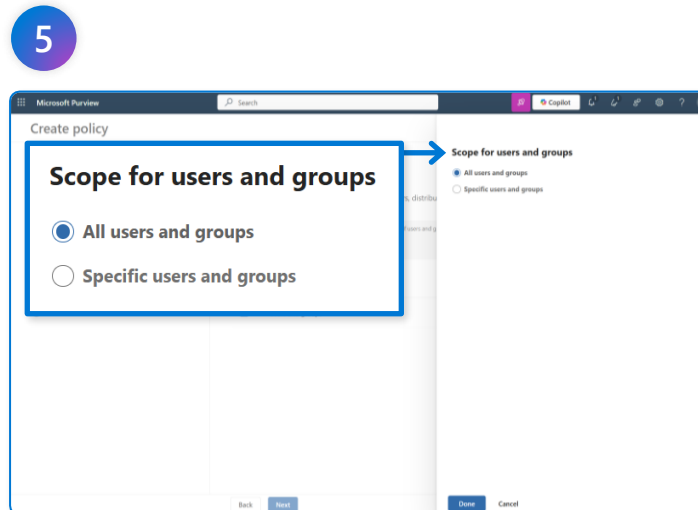 5
Microsoft Purview
Search
Copilot
?
Create policy
Scope for users and groups
All users and groups
Specific users and groups
Scope for users and groups
All users and groups
Specific users and groups
s, distribu
Back
Next
Done
Cancel